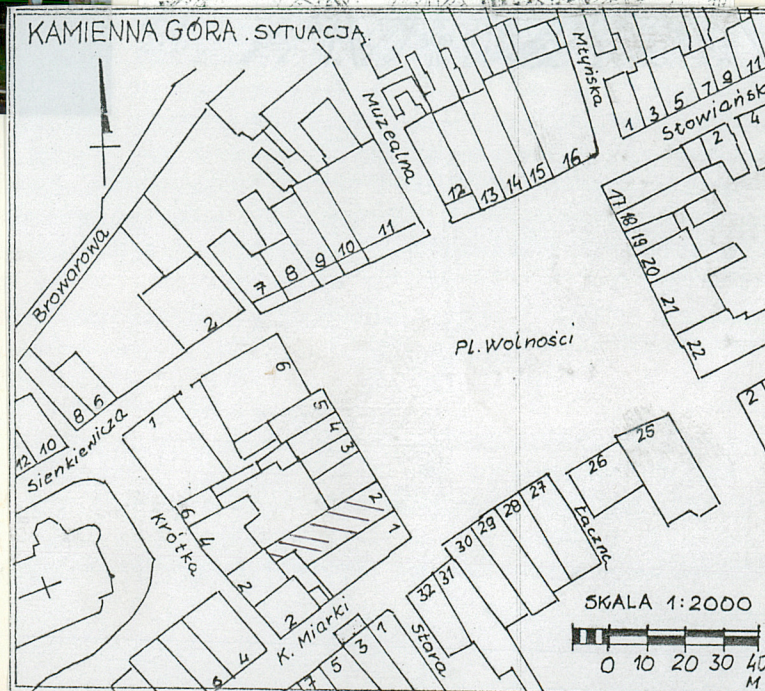 KAMIENNA GÓRA. SYTUACJA.
Młyńska
Muzealna
1 3 5 7 9 11
Słowiańsk
2 4
12 13 14 15 16
17
18
19
20
21
22
Browarowa
7 8 9 10 11
2
Pl. Wolności
6
5
4
3
2
1
8 6
12 10
Sienkiewicza
1
6
4
2
2
Krótka
K. Miarki
6 4
7 5 3 1
Stara
32 31
30 29 28 27
Łączna
26
25
2
SKALA 1:2000
0 10 20 30 40
M